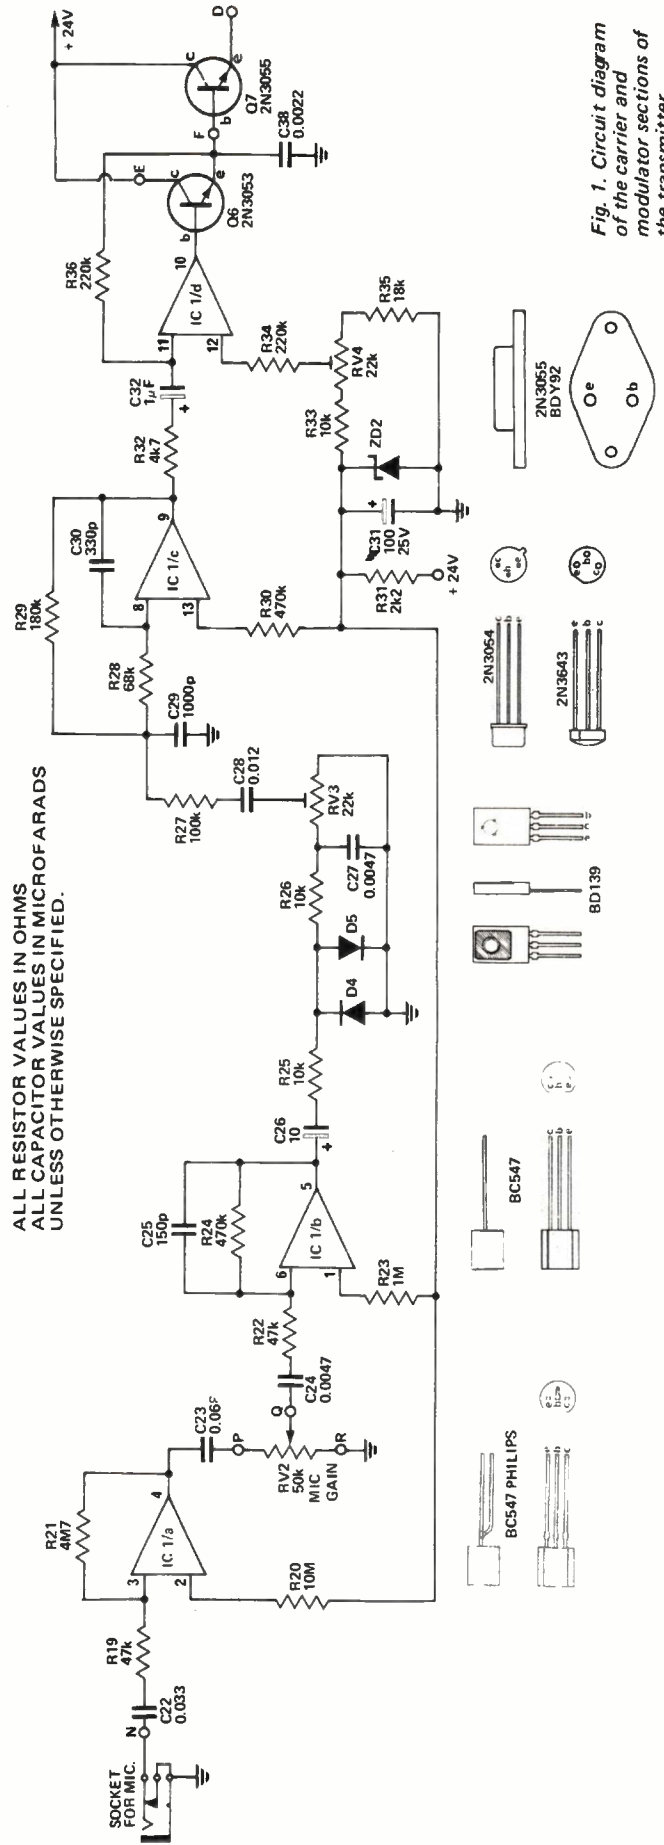 ALL RESISTOR VALUES IN OHMS
ALL CAPACITOR VALUES IN MICROFARADS
UNLESS OTHERWISE SPECIFIED.
SOCKET
FOR MIC.
N
C22
0.033
R19
47k
R21
4M7
3
2
4
IC 1/a
R20
10M
C23
P
Q
R
RV2
50k
MIC
GAIN
C24
0.0047
R22
47k
C25
150p
R24
470k
6
1
5
IC 1/b
R23
1M
C26
10
+
R25
10k
D4
D5
R26
10k
C27
0.0047
RV3
22k
C28
0.012
R27
100k
C29
1000p
R28
68k
R29
180k
C30
330p
8
13
9
IC 1/c
R30
470k
R31
2k2
+ 24V
C31
100
25V
+
ZD2
R33
10k
RV4
22k
R35
18k
R34
220k
R32
4k7
C32
1µF
+
11
12
10
IC 1/d
R36
220k
E
c
b
e
Q6
2N3053
F
C38
0.0022
c
b
e
Q7
2N3055
D
+ 24V
BC547 PHILIPS
BC547
c
b
e
BD139
b
c
e
2N3054
c
b
e
2N3643
e
b
c
2N3055
BDY92
e
b
Fig. 1. Circuit diagram
of the carrier and
modulator sections of
the transmitter